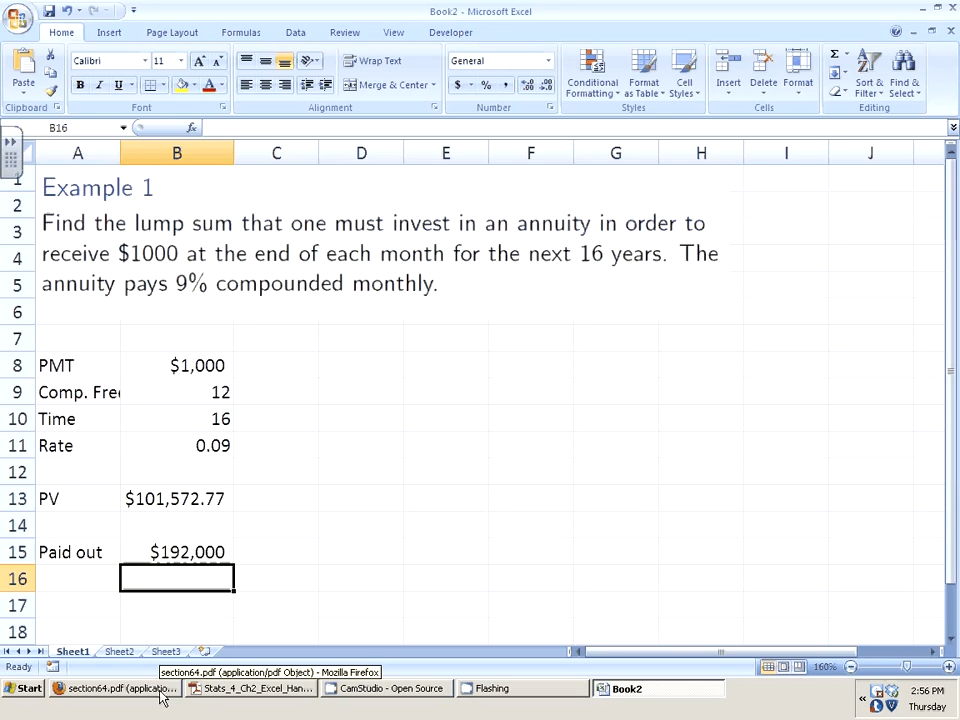 Book2 - Microsoft Excel
Home Insert Page Layout Formulas Data Review View Developer
Paste
Calibri 11
B I U
Wrap Text
Merge & Center
General
$ % ,
Conditional Formatting
Format as Table
Cell Styles
Insert Delete Format
Σ
Sort & Filter
Find & Select
Clipboard Font Alignment Number Styles Cells Editing
B16 fx
A B C D E F G H I J
1 Example 1
2 Find the lump sum that one must invest in an annuity in order to
3 receive $1000 at the end of each month for the next 16 years. The
4 annuity pays 9% compounded monthly.
5
6
7
8 PMT $1,000
9 Comp. Fre 12
10 Time 16
11 Rate 0.09
12
13 PV $101,572.77
14
15 Paid out $192,000
16
17
18
Sheet1 Sheet2 Sheet3
Ready 160%
section64.pdf (application/pdf Object) - Mozilla Firefox
Start section64.pdf (applicatio... Stats_4_Ch2_Excel_Han... CamStudio - Open Source Flashing Book2
2:56 PM
Thursday